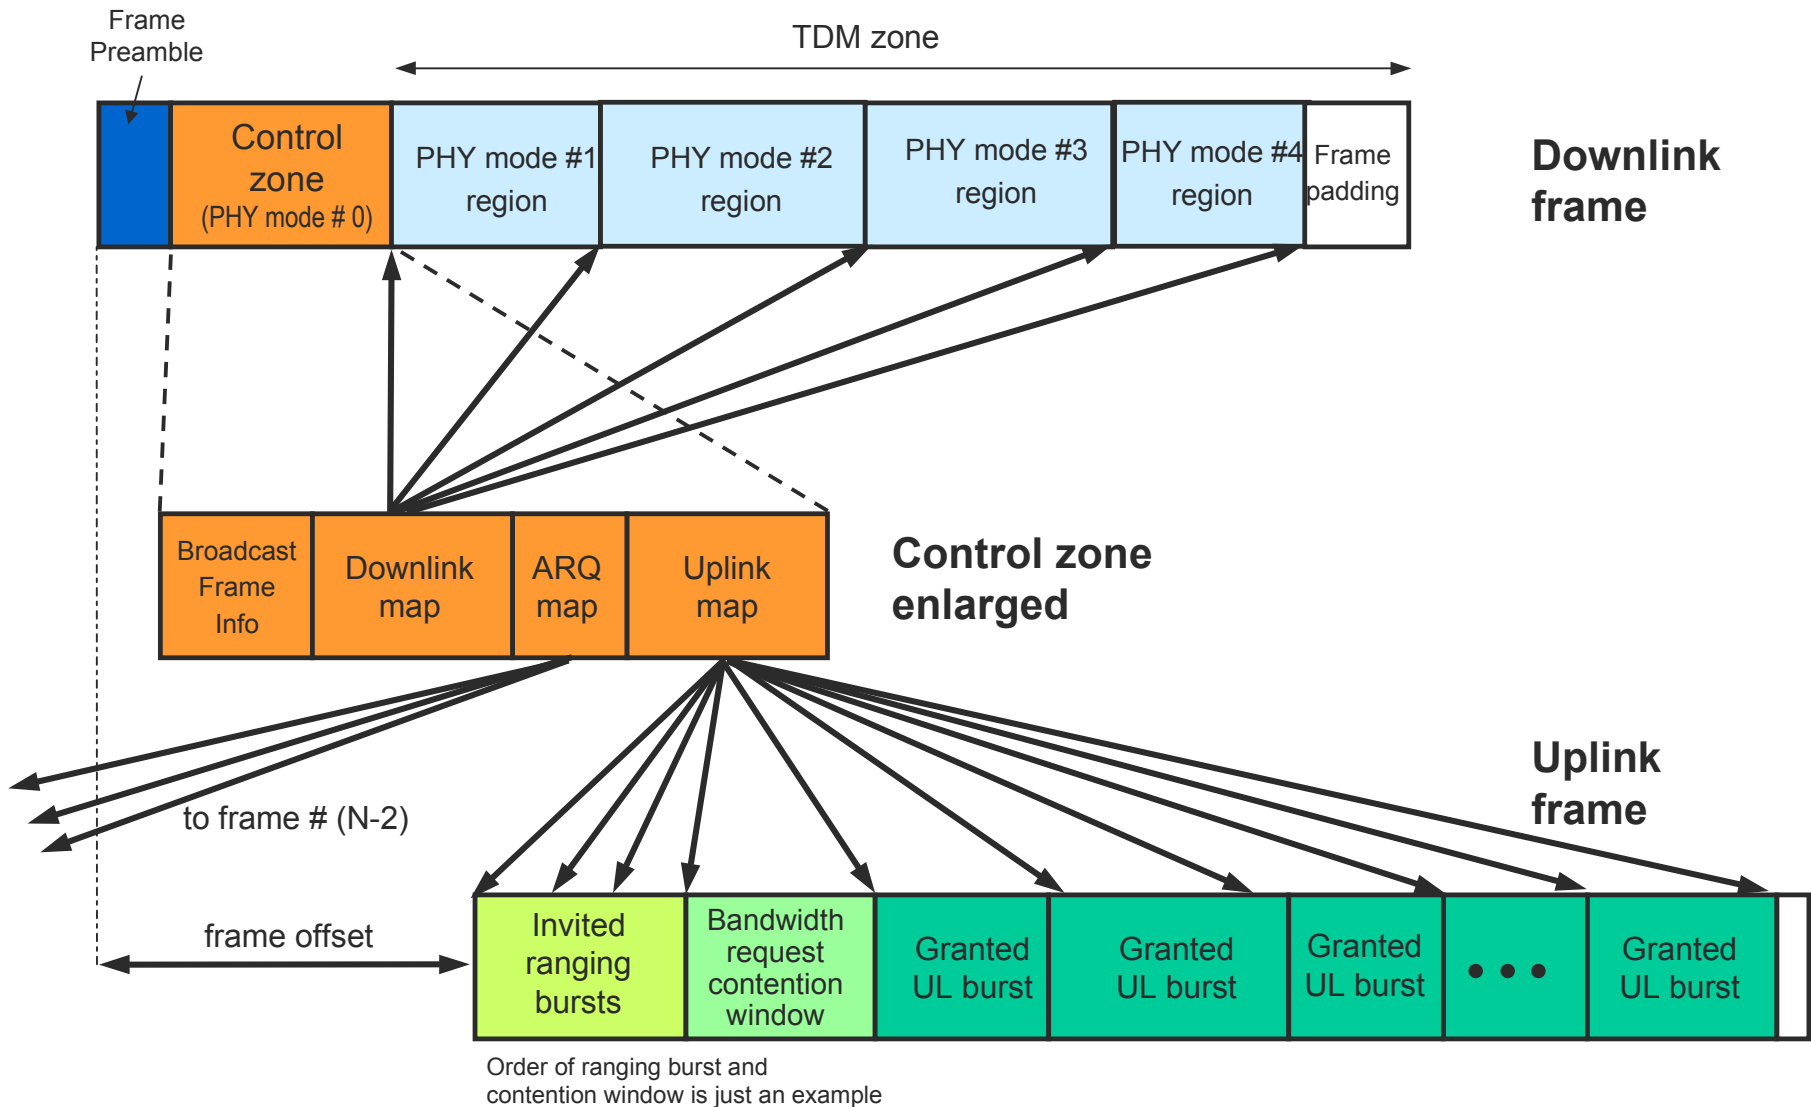 Frame
Preamble
TDM zone
Control
zone
(PHY mode # 0)
PHY mode #1
region
PHY mode #2
region
PHY mode #3
region
PHY mode #4
region
Frame
padding
Downlink
frame
Broadcast
Frame
Info
Downlink
map
ARQ
map
Uplink
map
Control zone
enlarged
to frame # (N-2)
Uplink
frame
frame offset
Invited
ranging
bursts
Bandwidth
request
contention
window
Granted
UL burst
Granted
UL burst
Granted
UL burst
• • •
Granted
UL burst
Order of ranging burst and
contention window is just an example